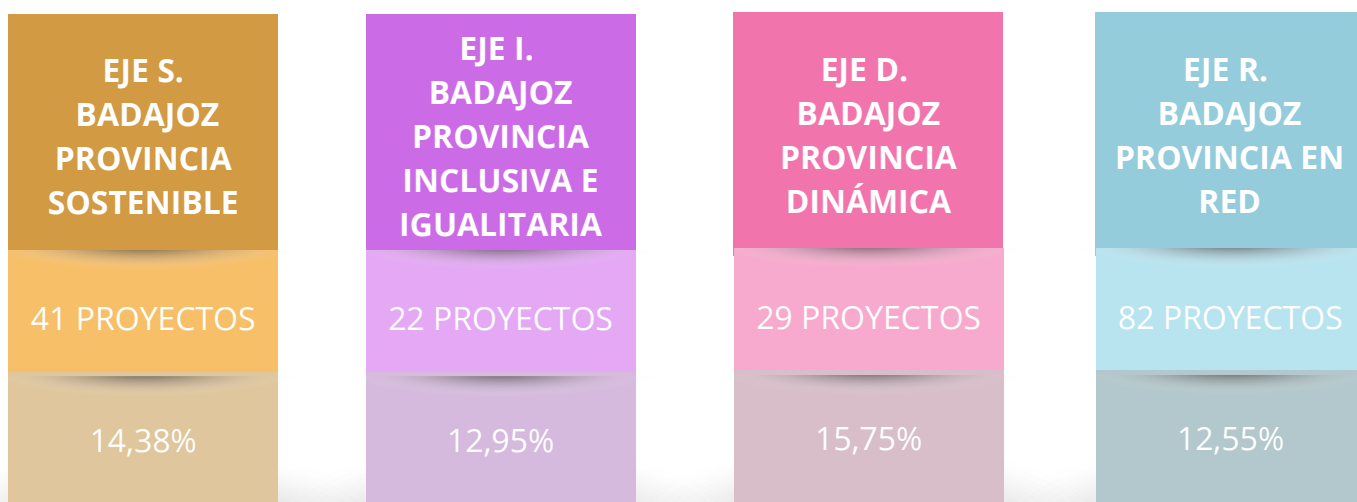 EJE S.
BADAJOZ
PROVINCIA
SOSTENIBLE
41 PROYECTOS
14,38%
EJE I.
BADAJOZ
PROVINCIA
INCLUSIVA E
IGUALITARIA
22 PROYECTOS
12,95%
EJE D.
BADAJOZ
PROVINCIA
DINÁMICA
29 PROYECTOS
15,75%
EJE R.
BADAJOZ
PROVINCIA EN
RED
82 PROYECTOS
12,55%